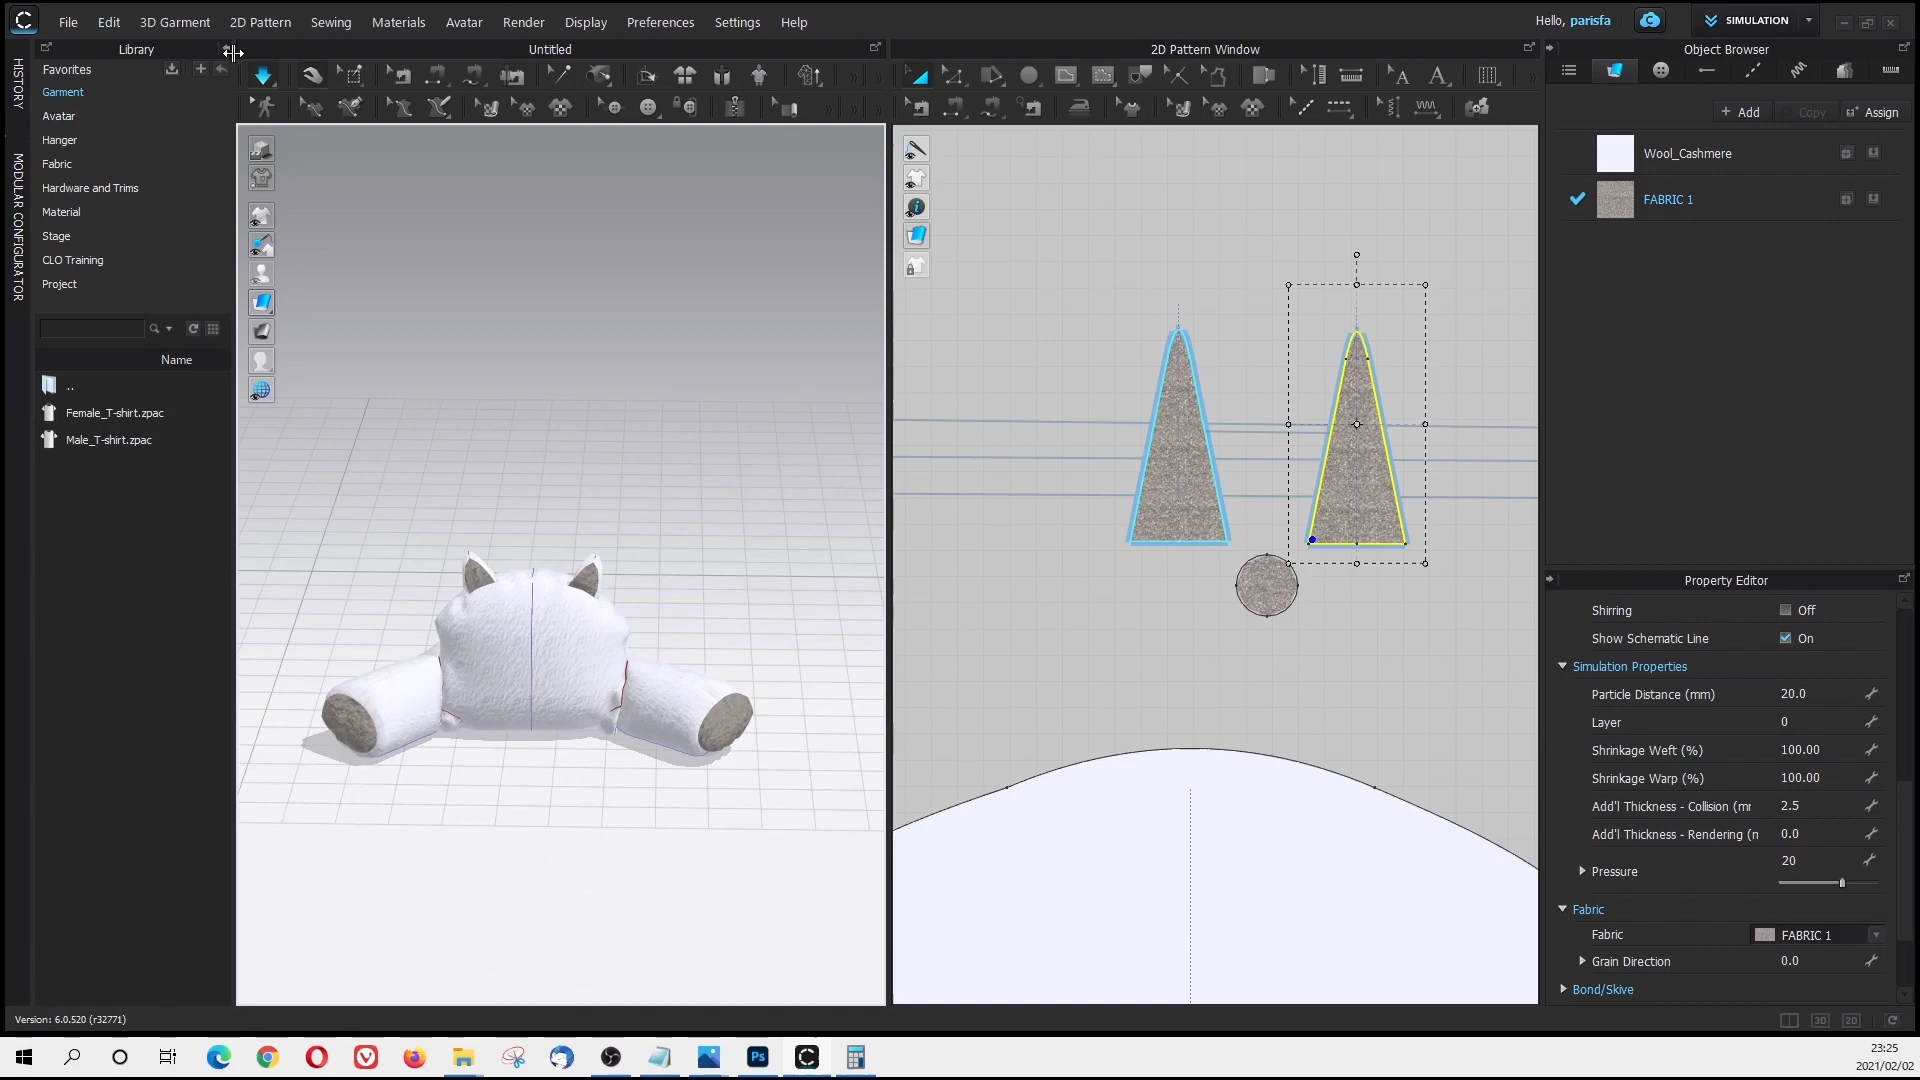 File Edit 3D Garment 2D Pattern Sewing Materials Avatar Render Display Preferences Settings Help
Hello, parisfa
SIMULATION
HISTORY
MODULAR CONFIGURATOR
Library
Favorites
Garment
Avatar
Hanger
Fabric
Hardware and Trims
Material
Stage
CLO Training
Project
Name
..
Female_T-shirt.zpac
Male_T-shirt.zpac
Untitled
2D Pattern Window
Object Browser
+ Add Copy Assign
Wool_Cashmere
FABRIC 1
Property Editor
Shirring Off
Show Schematic Line On
Simulation Properties
Particle Distance (mm) 20.0
Layer 0
Shrinkage Weft (%) 100.00
Shrinkage Warp (%) 100.00
Add'l Thickness - Collision (mr 2.5
Add'l Thickness - Rendering (n 0.0
Pressure 20
Fabric
Fabric FABRIC 1
Grain Direction 0.0
Bond/Skive
Version: 6.0.520 (r32771)
3D 2D
Ps
23:25
2021/02/02